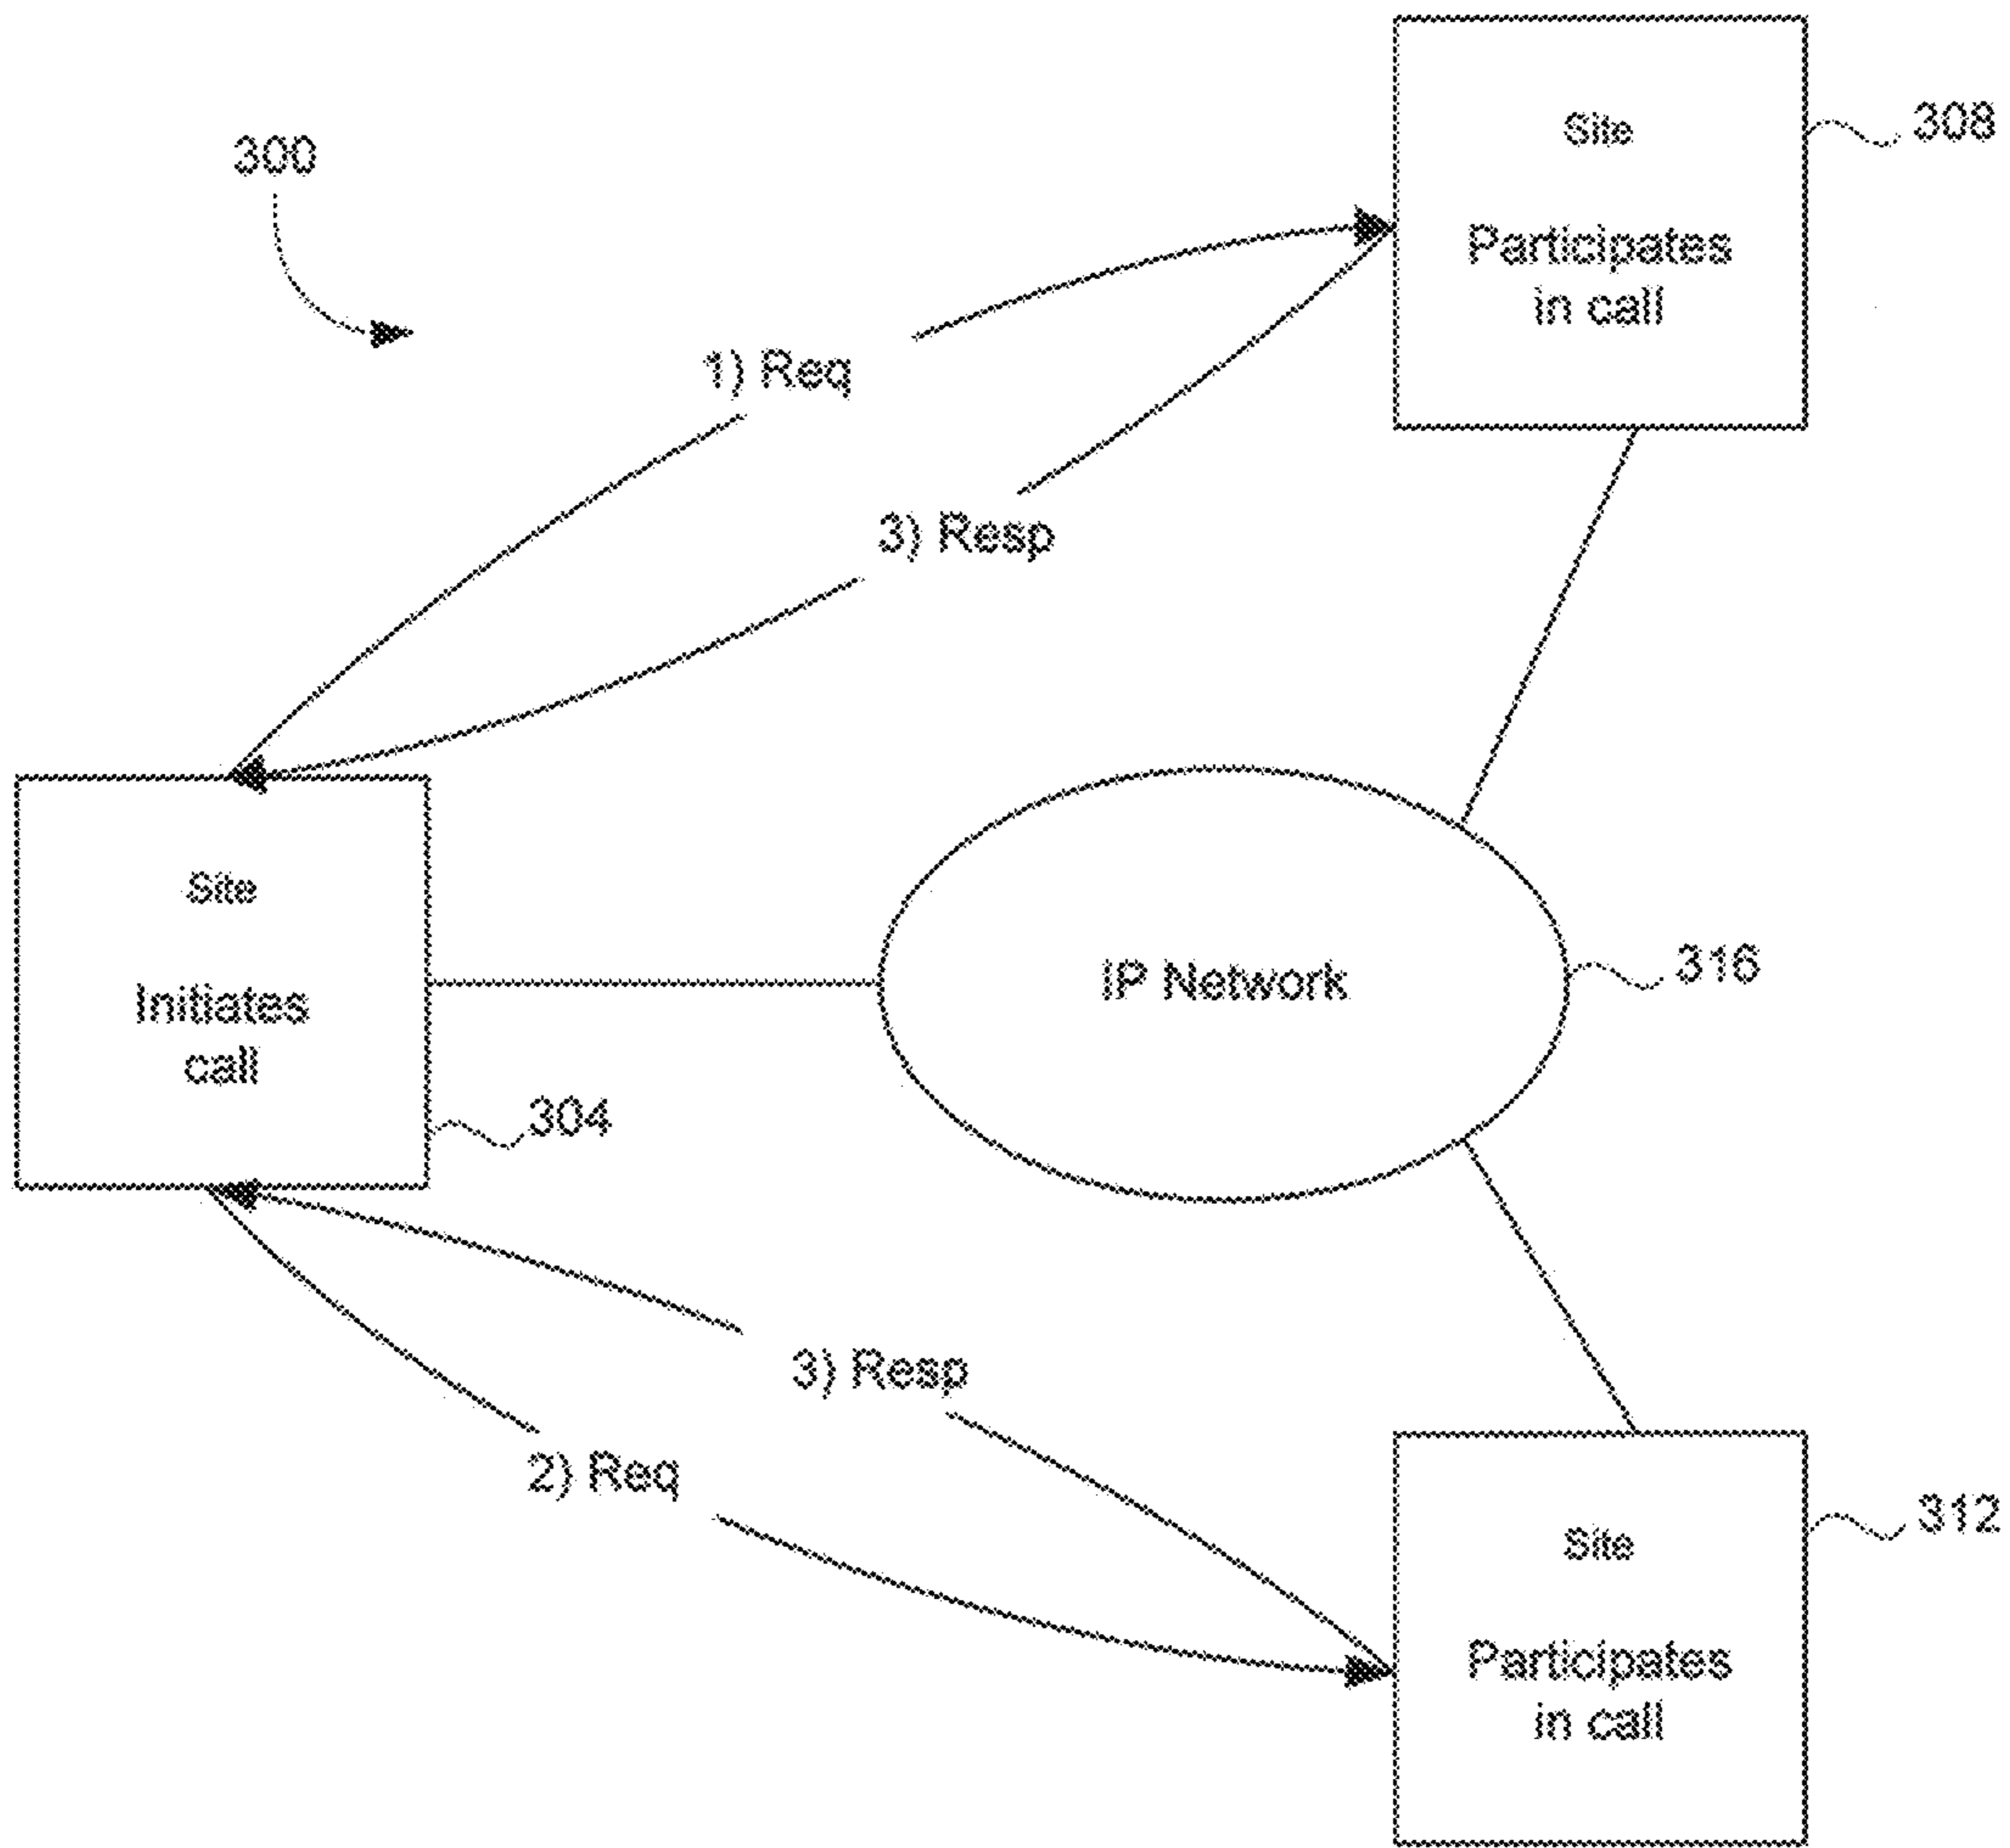 300
Site
308
Participates
in call
1) Req
3) Resp
Site
Initiates
call
304
IP Network
316
3) Resp
2) Req
Site
312
Participates
in call